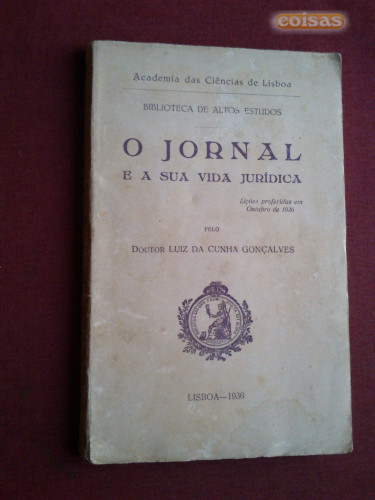 coisas
Academia das Ciências de Lisboa
BIBLIOTECA DE ALTOS ESTUDOS
O JORNAL
E A SUA VIDA JURÍDICA
Lições proferidas em
Outubro de 1936
PELO
DOUTOR LUIZ DA CUNHA GONÇALVES
LISBOA—1936